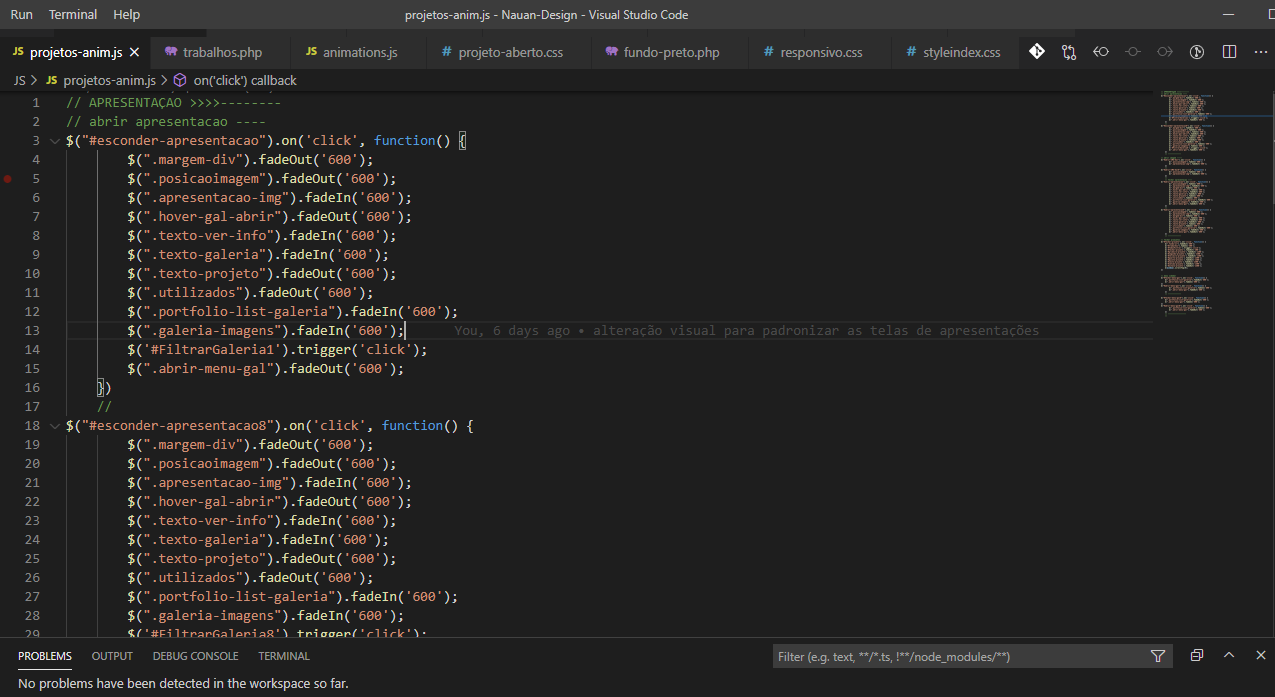 Run Terminal Help projetos-anim.js - Nauan-Design - Visual Studio Code
JS projetos-anim.js trabalhos.php JS animations.js # projeto-aberto.css fundo-preto.php # responsivo.css # styleindex.css
JS > JS projetos-anim.js > on('click') callback
1 // APRESENTAÇAO >>>>--------
2 // abrir apresentacao ----
3 $("#esconder-apresentacao").on('click', function() {
4 $(".margem-div").fadeOut('600');
5 $(".posicaoimagem").fadeOut('600');
6 $(".apresentacao-img").fadeIn('600');
7 $(".hover-gal-abrir").fadeOut('600');
8 $(".texto-ver-info").fadeIn('600');
9 $(".texto-galeria").fadeIn('600');
10 $(".texto-projeto").fadeOut('600');
11 $(".utilizados").fadeOut('600');
12 $(".portfolio-list-galeria").fadeIn('600');
13 $(".galeria-imagens").fadeIn('600'); You, 6 days ago • alteração visual para padronizar as telas de apresentações
14 $('#FiltrarGaleria1').trigger('click');
15 $(".abrir-menu-gal").fadeOut('600');
16 })
17 //
18 $("#esconder-apresentacao8").on('click', function() {
19 $(".margem-div").fadeOut('600');
20 $(".posicaoimagem").fadeOut('600');
21 $(".apresentacao-img").fadeIn('600');
22 $(".hover-gal-abrir").fadeOut('600');
23 $(".texto-ver-info").fadeIn('600');
24 $(".texto-galeria").fadeIn('600');
25 $(".texto-projeto").fadeOut('600');
26 $(".utilizados").fadeOut('600');
27 $(".portfolio-list-galeria").fadeIn('600');
28 $(".galeria-imagens").fadeIn('600');
29 $('#FiltrarGaleria8').trigger('click');
PROBLEMS OUTPUT DEBUG CONSOLE TERMINAL Filter (e.g. text, **/*.ts, !**/node_modules/**)
No problems have been detected in the workspace so far.